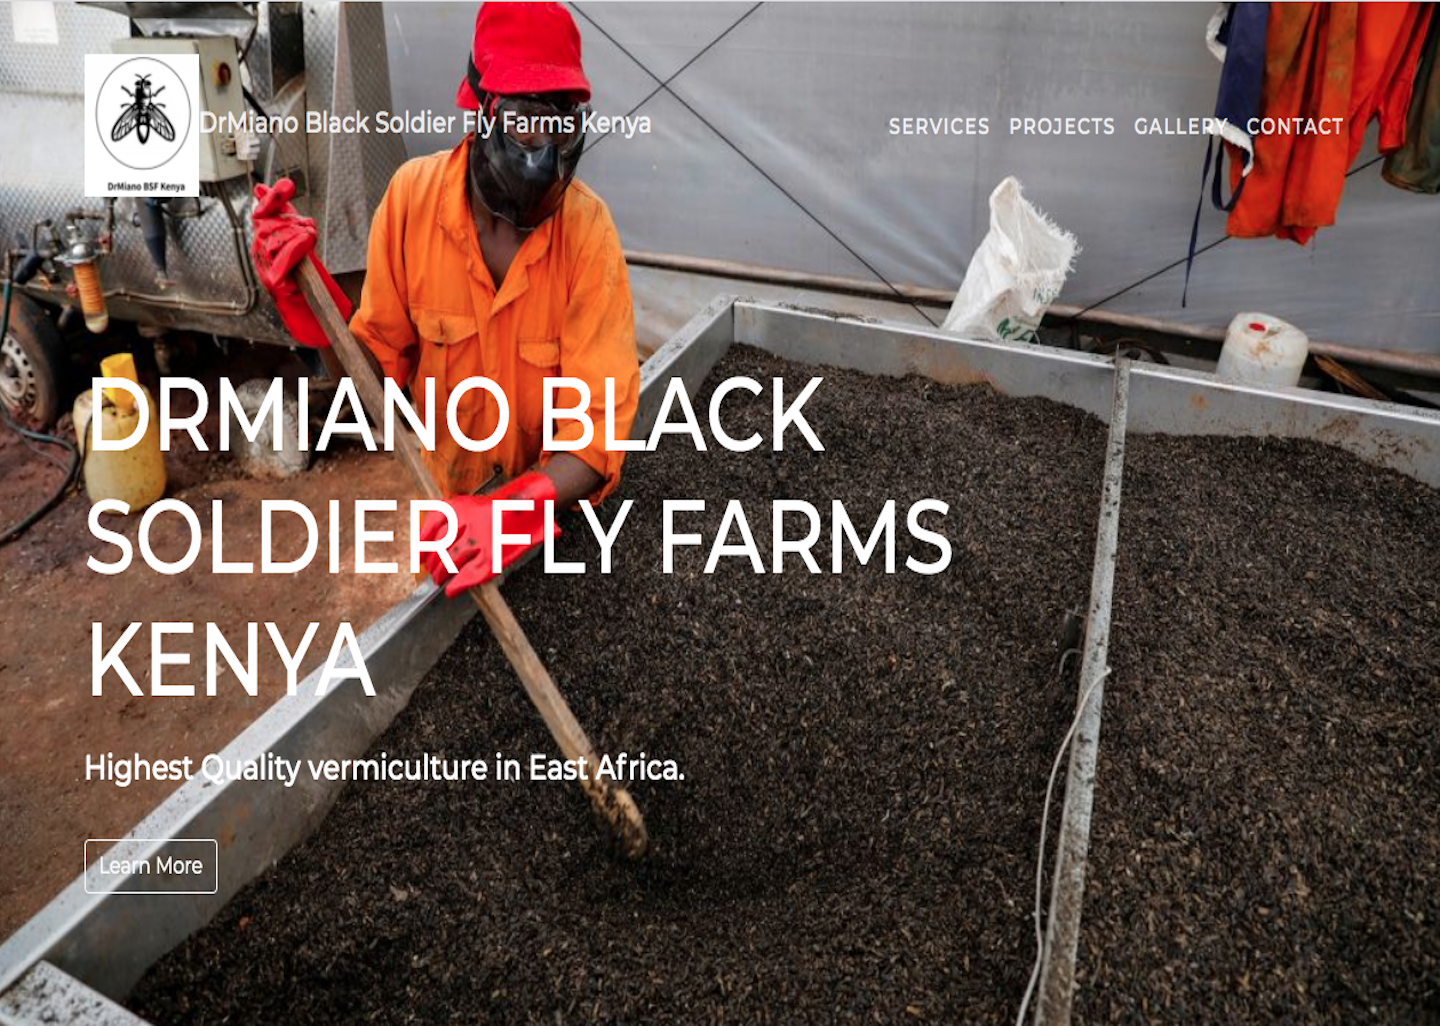 DrMiano BSF Kenya
DrMiano Black Soldier Fly Farms Kenya
SERVICES PROJECTS GALLERY CONTACT
DRMIANO BLACK
SOLDIER FLY FARMS
KENYA
Highest Quality vermiculture in East Africa.
Learn More